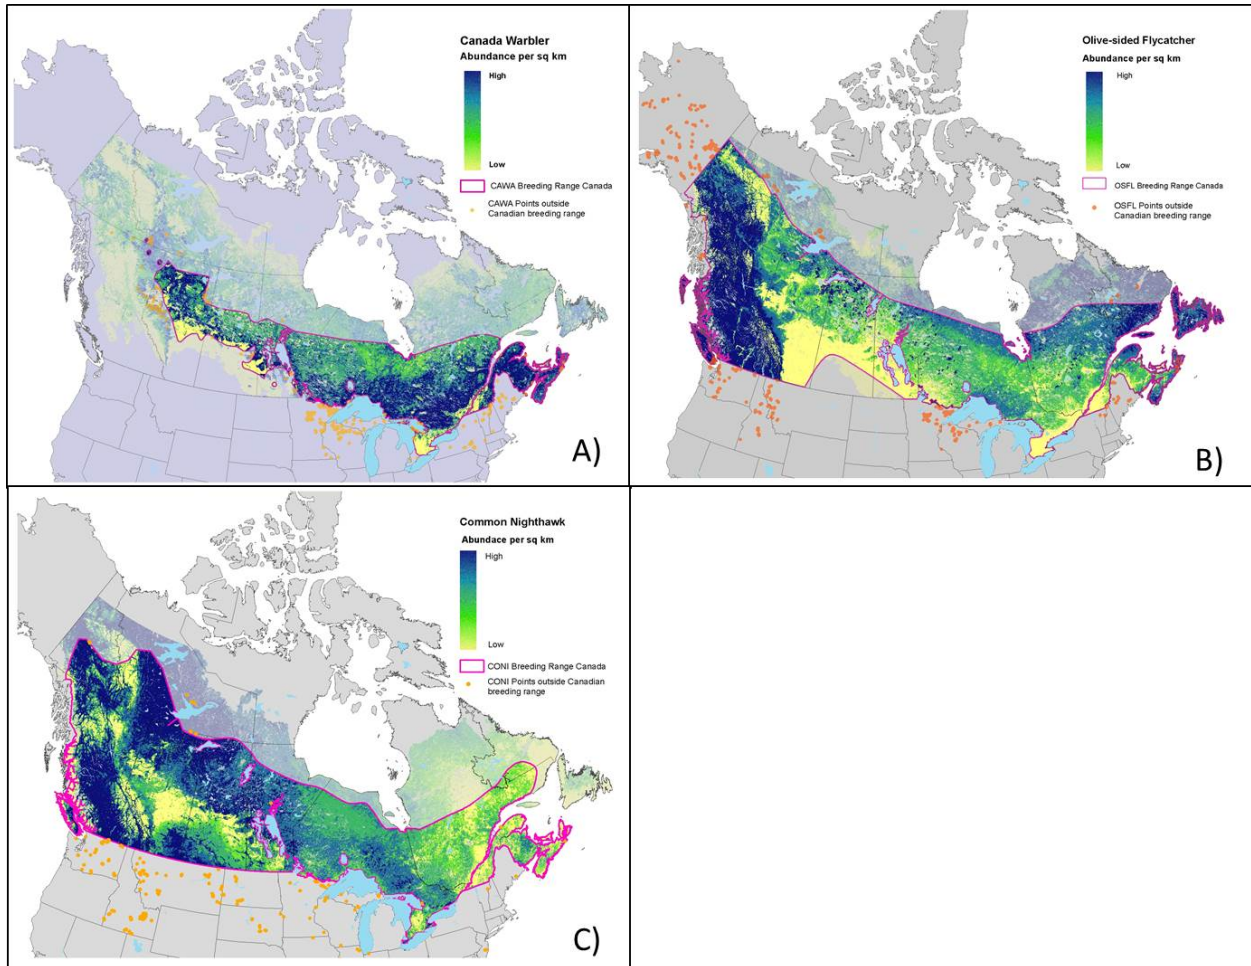 Canada Warbler
Abundance per sq km
High
Low
CAWA Breeding Range Canada
CAWA Points outside
Canadian breeding range
A)
Olive-sided Flycatcher
Abundance per sq km
High
Low
OSFL Breeding Range Canada
OSFL Points outside
Canadian breeding range
B)
Common Nighthawk
Abundace per sq km
High
Low
CONI Breeding Range Canada
CONI Points outside Canadian
breeding range
C)